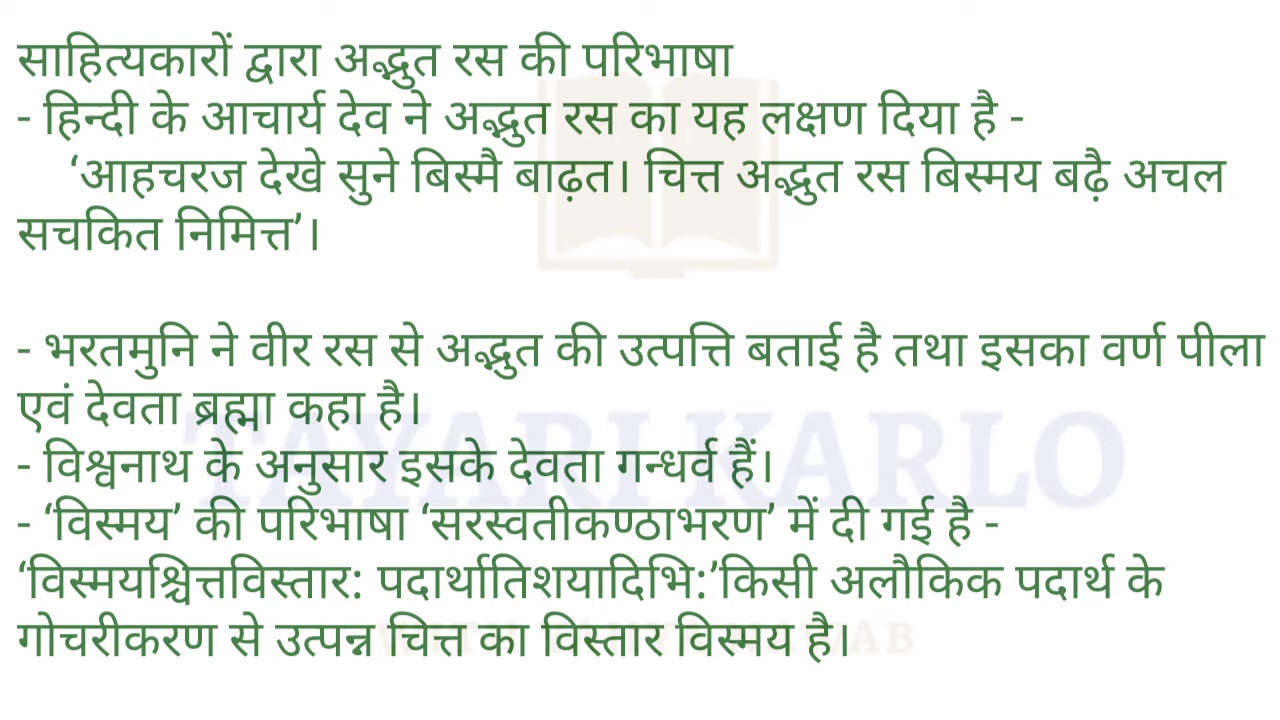 साहित्यकारों द्वारा अद्भुत रस की परिभाषा
- हिन्दी के आचार्य देव ने अद्भुत रस का यह लक्षण दिया है -
‘आहचरज देखे सुने बिस्मै बाढ़त। चित्त अद्भुत रस बिस्मय बढ़ै अचल
सचकित निमित्त’।
- भरतमुनि ने वीर रस से अद्भुत की उत्पत्ति बताई है तथा इसका वर्ण पीला
एवं देवता ब्रह्मा कहा है।
- विश्वनाथ के अनुसार इसके देवता गन्धर्व हैं।
- ‘विस्मय’ की परिभाषा ‘सरस्वतीकण्ठाभरण’ में दी गई है -
‘विस्मयश्चित्तविस्तार: पदार्थातिशयादिभि:’किसी अलौकिक पदार्थ के
गोचरीकरण से उत्पन्न चित्त का विस्तार विस्मय है।
TAYARI KARLO